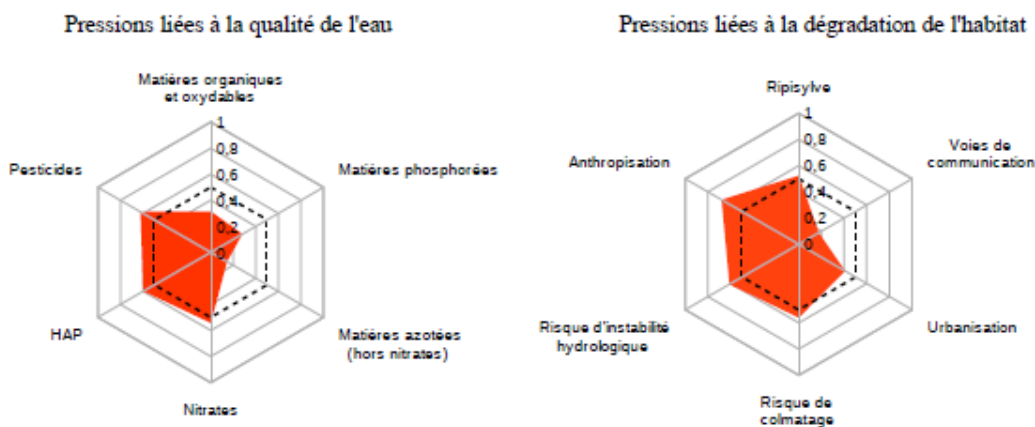 Pressions liées à la qualité de l'eau
Matières organiques
et oxydables
1
0,8
0,6
0,4
0,2
0
Pesticides
Matières phosphorées
HAP
Matières azotées
(hors nitrates)
Nitrates
Pressions liées à la dégradation de l'habitat
Ripisylve
1
0,8
0,6
0,4
0,2
0
Anthropisation
Voies de
communication
Risque d'instabilité
hydrologique
Urbanisation
Risque de
colmatage